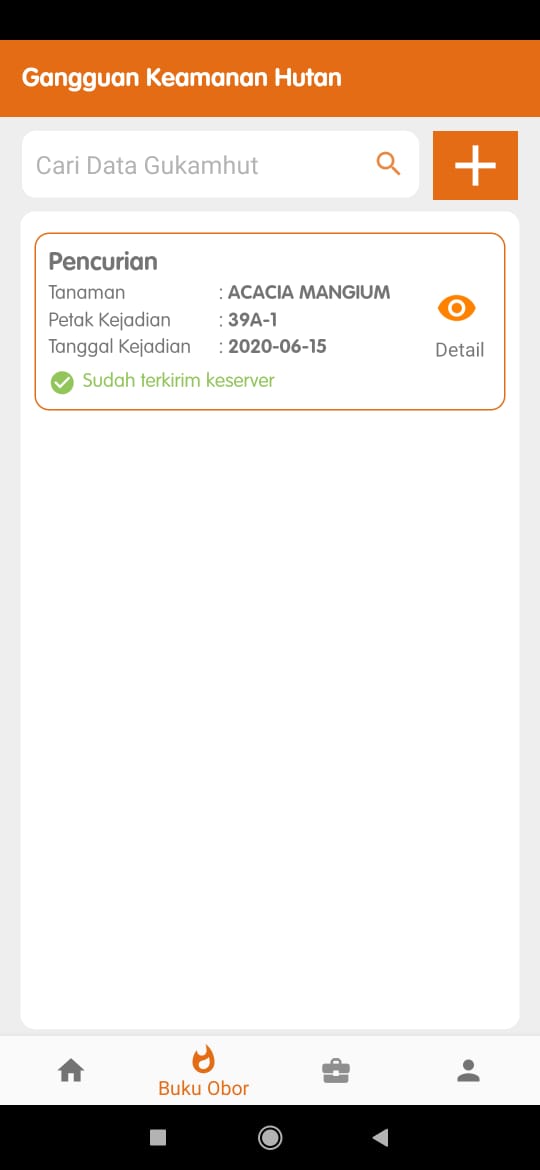 Gangguan Keamanan Hutan
Cari Data Gukamhut
Pencurian
Tanaman : ACACIA MANGIUM
Petak Kejadian : 39A-1
Tanggal Kejadian : 2020-06-15
Detail
Sudah terkirim keserver
Buku Obor